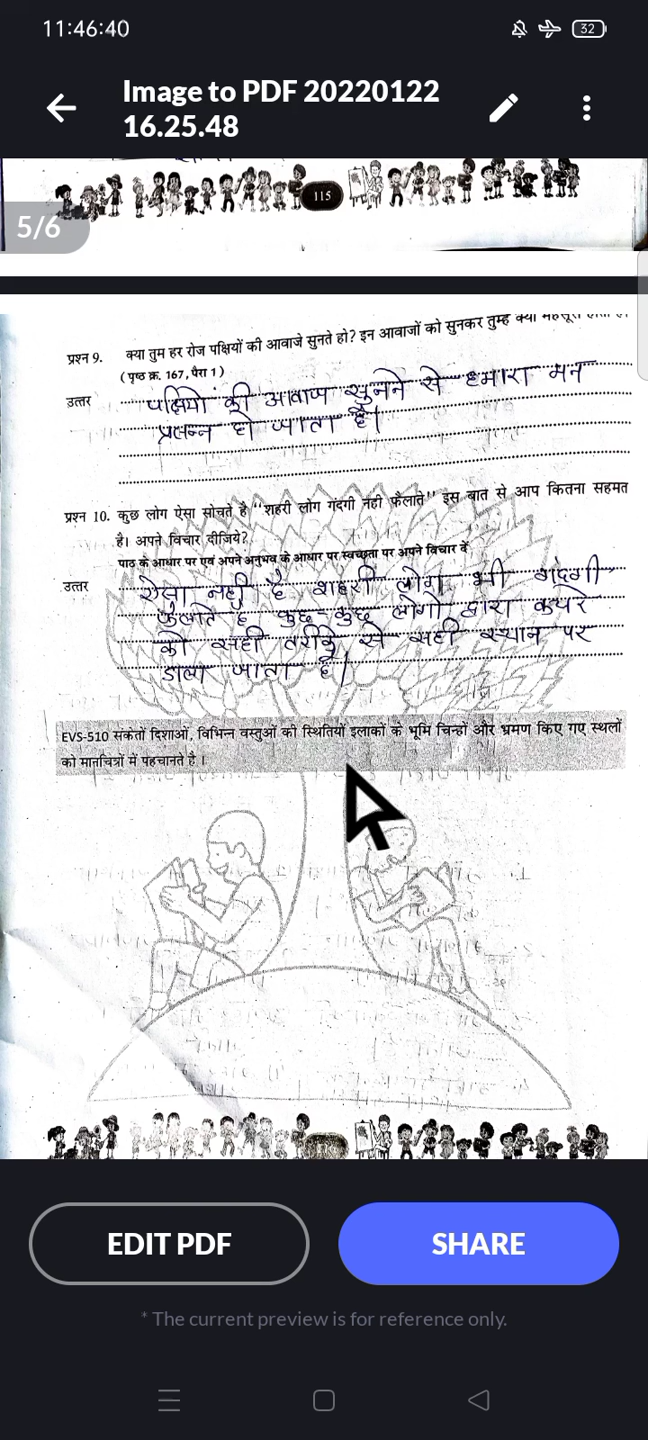 11:46:40
32
Image to PDF 20220122
16.25.48
115
5/6
प्रश्न 9. क्या तुम हर रोज पक्षियों की आवाजे सुनते हो? इन आवाजों को सुनकर तुम्हे क्या महसूस
(पृष्ठ क्र. 167, पैरा 1)
उत्तर पक्षियों की आवाज सुनने से हमारा मन
प्रसन्न हो जाता है।
प्रश्न 10. कुछ लोग ऐसा सोचते है "शहरी लोग गंदगी नही फैलाते" इस बात से आप कितना सहमत
है। अपने विचार दीजिये?
पाठ के आधार पर एवं अपने अनुभव के आधार पर स्वच्छता पर अपने विचार दें
उत्तर ऐसा नही है शहरी लोग भी गदगी
फैलाते है कुछ-कुछ लोगो द्वारा कचरे
को सही तरीके से सही स्थान पर
डाला जाता है।
EVS-510 संकेतों दिशाओं, विभिन्न वस्तुओं की स्थितियों इलाकों के भूमि चिन्हों और भ्रमण किए गए स्थलों
को मानचित्रों में पहचानते है ।
EDIT PDF
SHARE
* The current preview is for reference only.